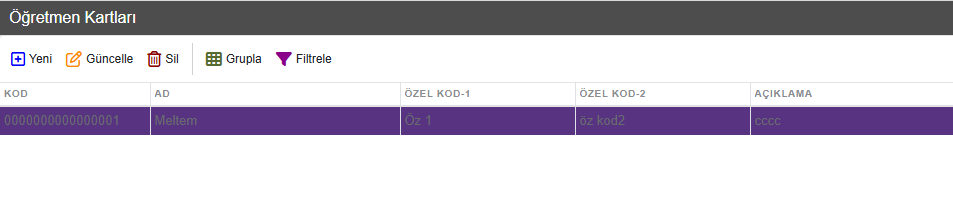 Öğretmen Kartları
Yeni Güncelle Sil Grupla Filtrele
KOD AD ÖZEL KOD-1 ÖZEL KOD-2 AÇIKLAMA
0000000000000001 Meltem Öz 1 öz kod2 cccc